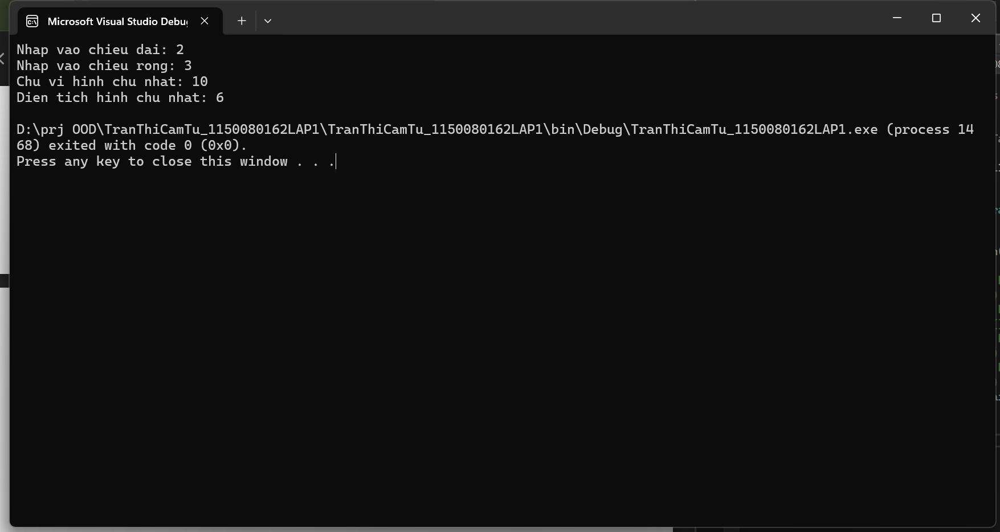 Microsoft Visual Studio Debug
Nhap vao chieu dai: 2
Nhap vao chieu rong: 3
Chu vi hinh chu nhat: 10
Dien tich hinh chu nhat: 6
D:\prj OOD\TranThiCamTu_1150080162LAP1\TranThiCamTu_1150080162LAP1\bin\Debug\TranThiCamTu_1150080162LAP1.exe (process 14
68) exited with code 0 (0x0).
Press any key to close this window . . .